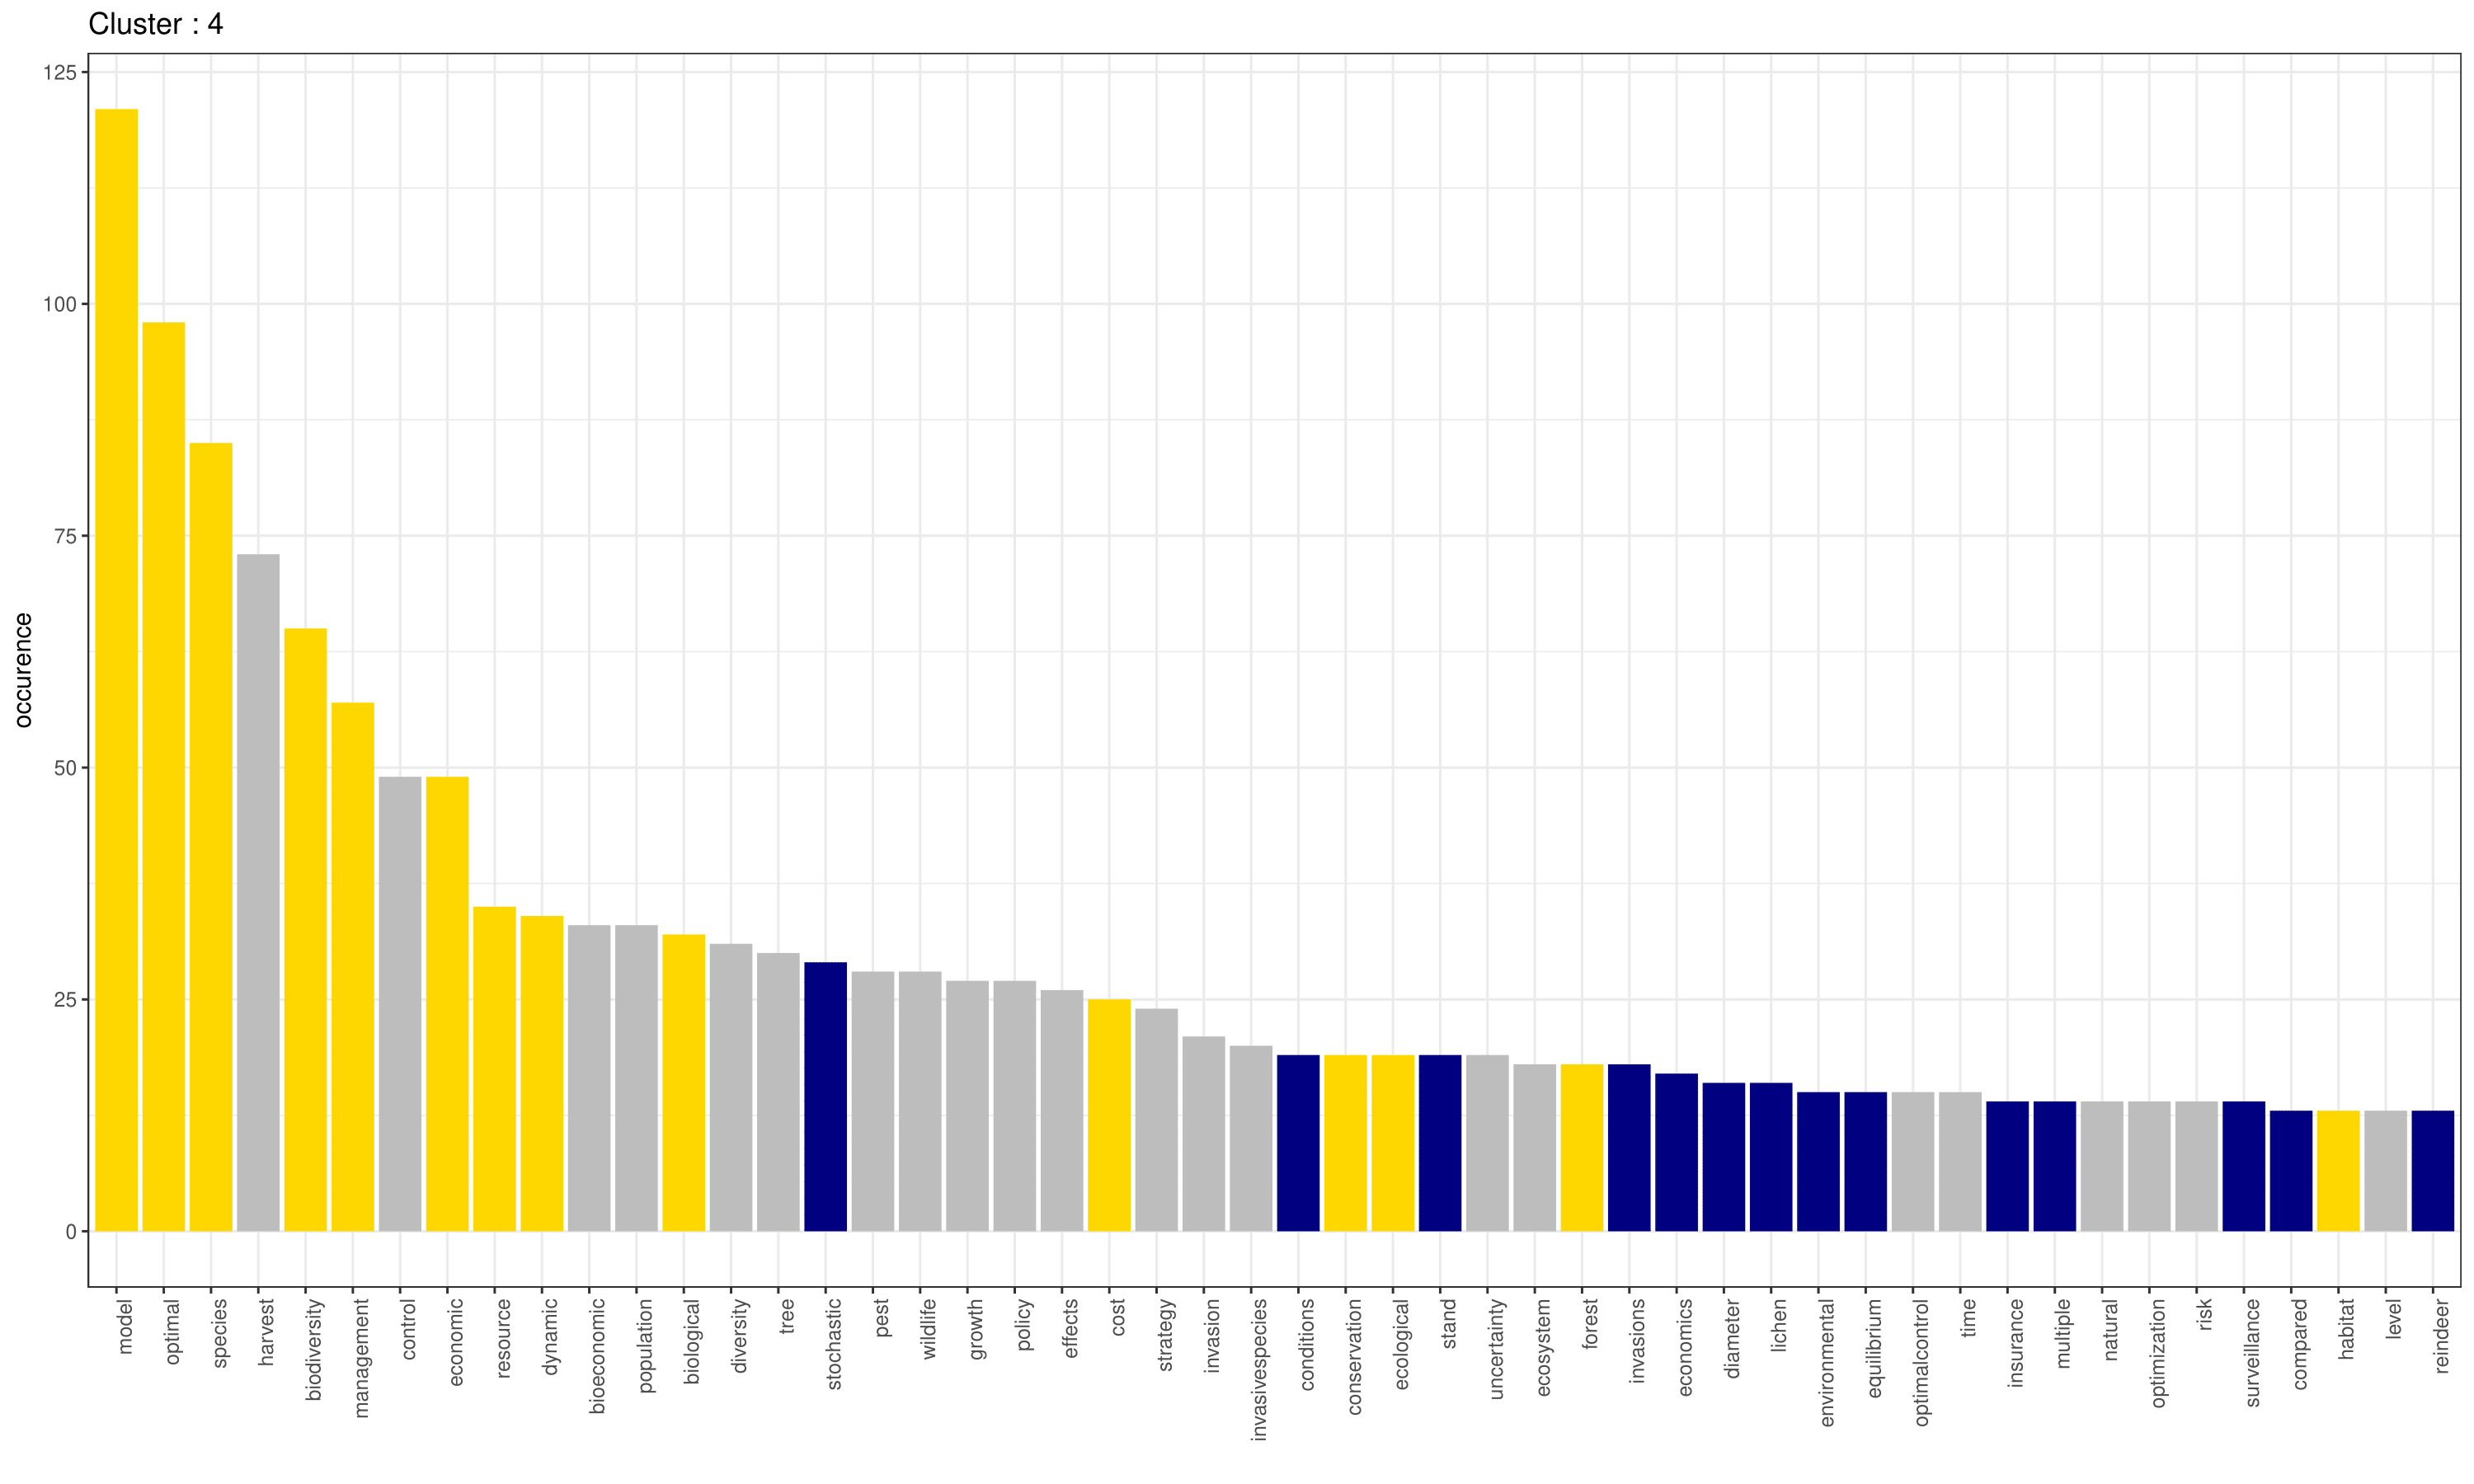 Cluster : 4
occurence
125
100
75
50
25
0
model
optimal
species
harvest
biodiversity
management
control
economic
resource
dynamic
bioeconomic
population
biological
diversity
tree
stochastic
pest
wildlife
growth
policy
effects
cost
strategy
invasion
invasivespecies
conditions
conservation
ecological
stand
uncertainty
ecosystem
forest
invasions
economics
diameter
lichen
environmental
equilibrium
optimalcontrol
time
insurance
multiple
natural
optimization
risk
surveillance
compared
habitat
level
reindeer